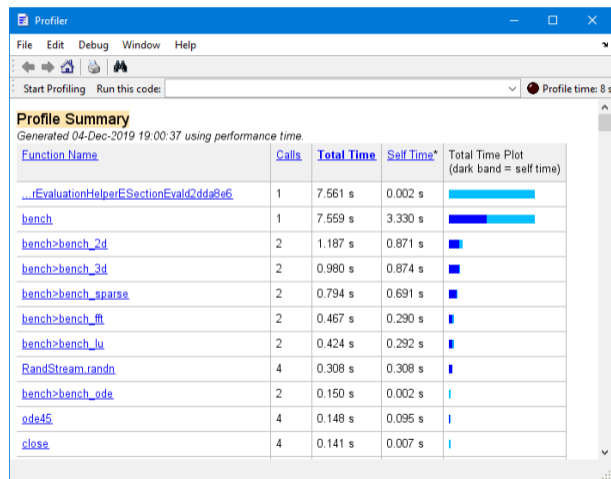 Profiler
File Edit Debug Window Help
Start Profiling Run this code: Profile time: 8 s
Profile Summary
Generated 04-Dec-2019 19:00:37 using performance time.
Function Name Calls Total Time Self Time* Total Time Plot
(dark band = self time)
...rEvaluationHelperESectionEvald2dda8e6 1 7.561 s 0.002 s
bench 1 7.559 s 3.330 s
bench>bench_2d 2 1.187 s 0.871 s
bench>bench_3d 2 0.980 s 0.874 s
bench>bench_sparse 2 0.794 s 0.691 s
bench>bench_fft 2 0.467 s 0.290 s
bench>bench_lu 2 0.424 s 0.292 s
RandStream.randn 4 0.308 s 0.308 s
bench>bench_ode 2 0.150 s 0.002 s
ode45 4 0.148 s 0.095 s
close 4 0.141 s 0.007 s